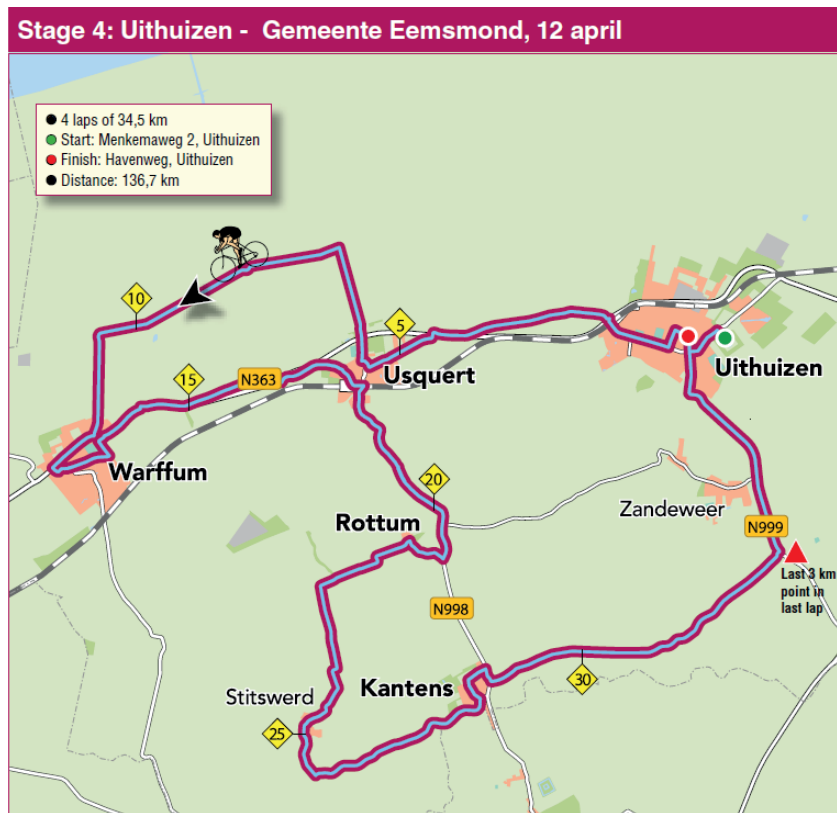 Stage 4: Uithuizen - Gemeente Eemsmond, 12 april
4 laps of 34,5 km
Start: Menkemaweg 2, Uithuizen
Finish: Havenweg, Uithuizen
Distance: 136,7 km
10
5
Usquert
Uithuizen
15
N363
Warffum
20
Zandeweer
Rottum
N999
Last 3 km
point in
last lap
N998
Kantens
30
Stitswerd
25